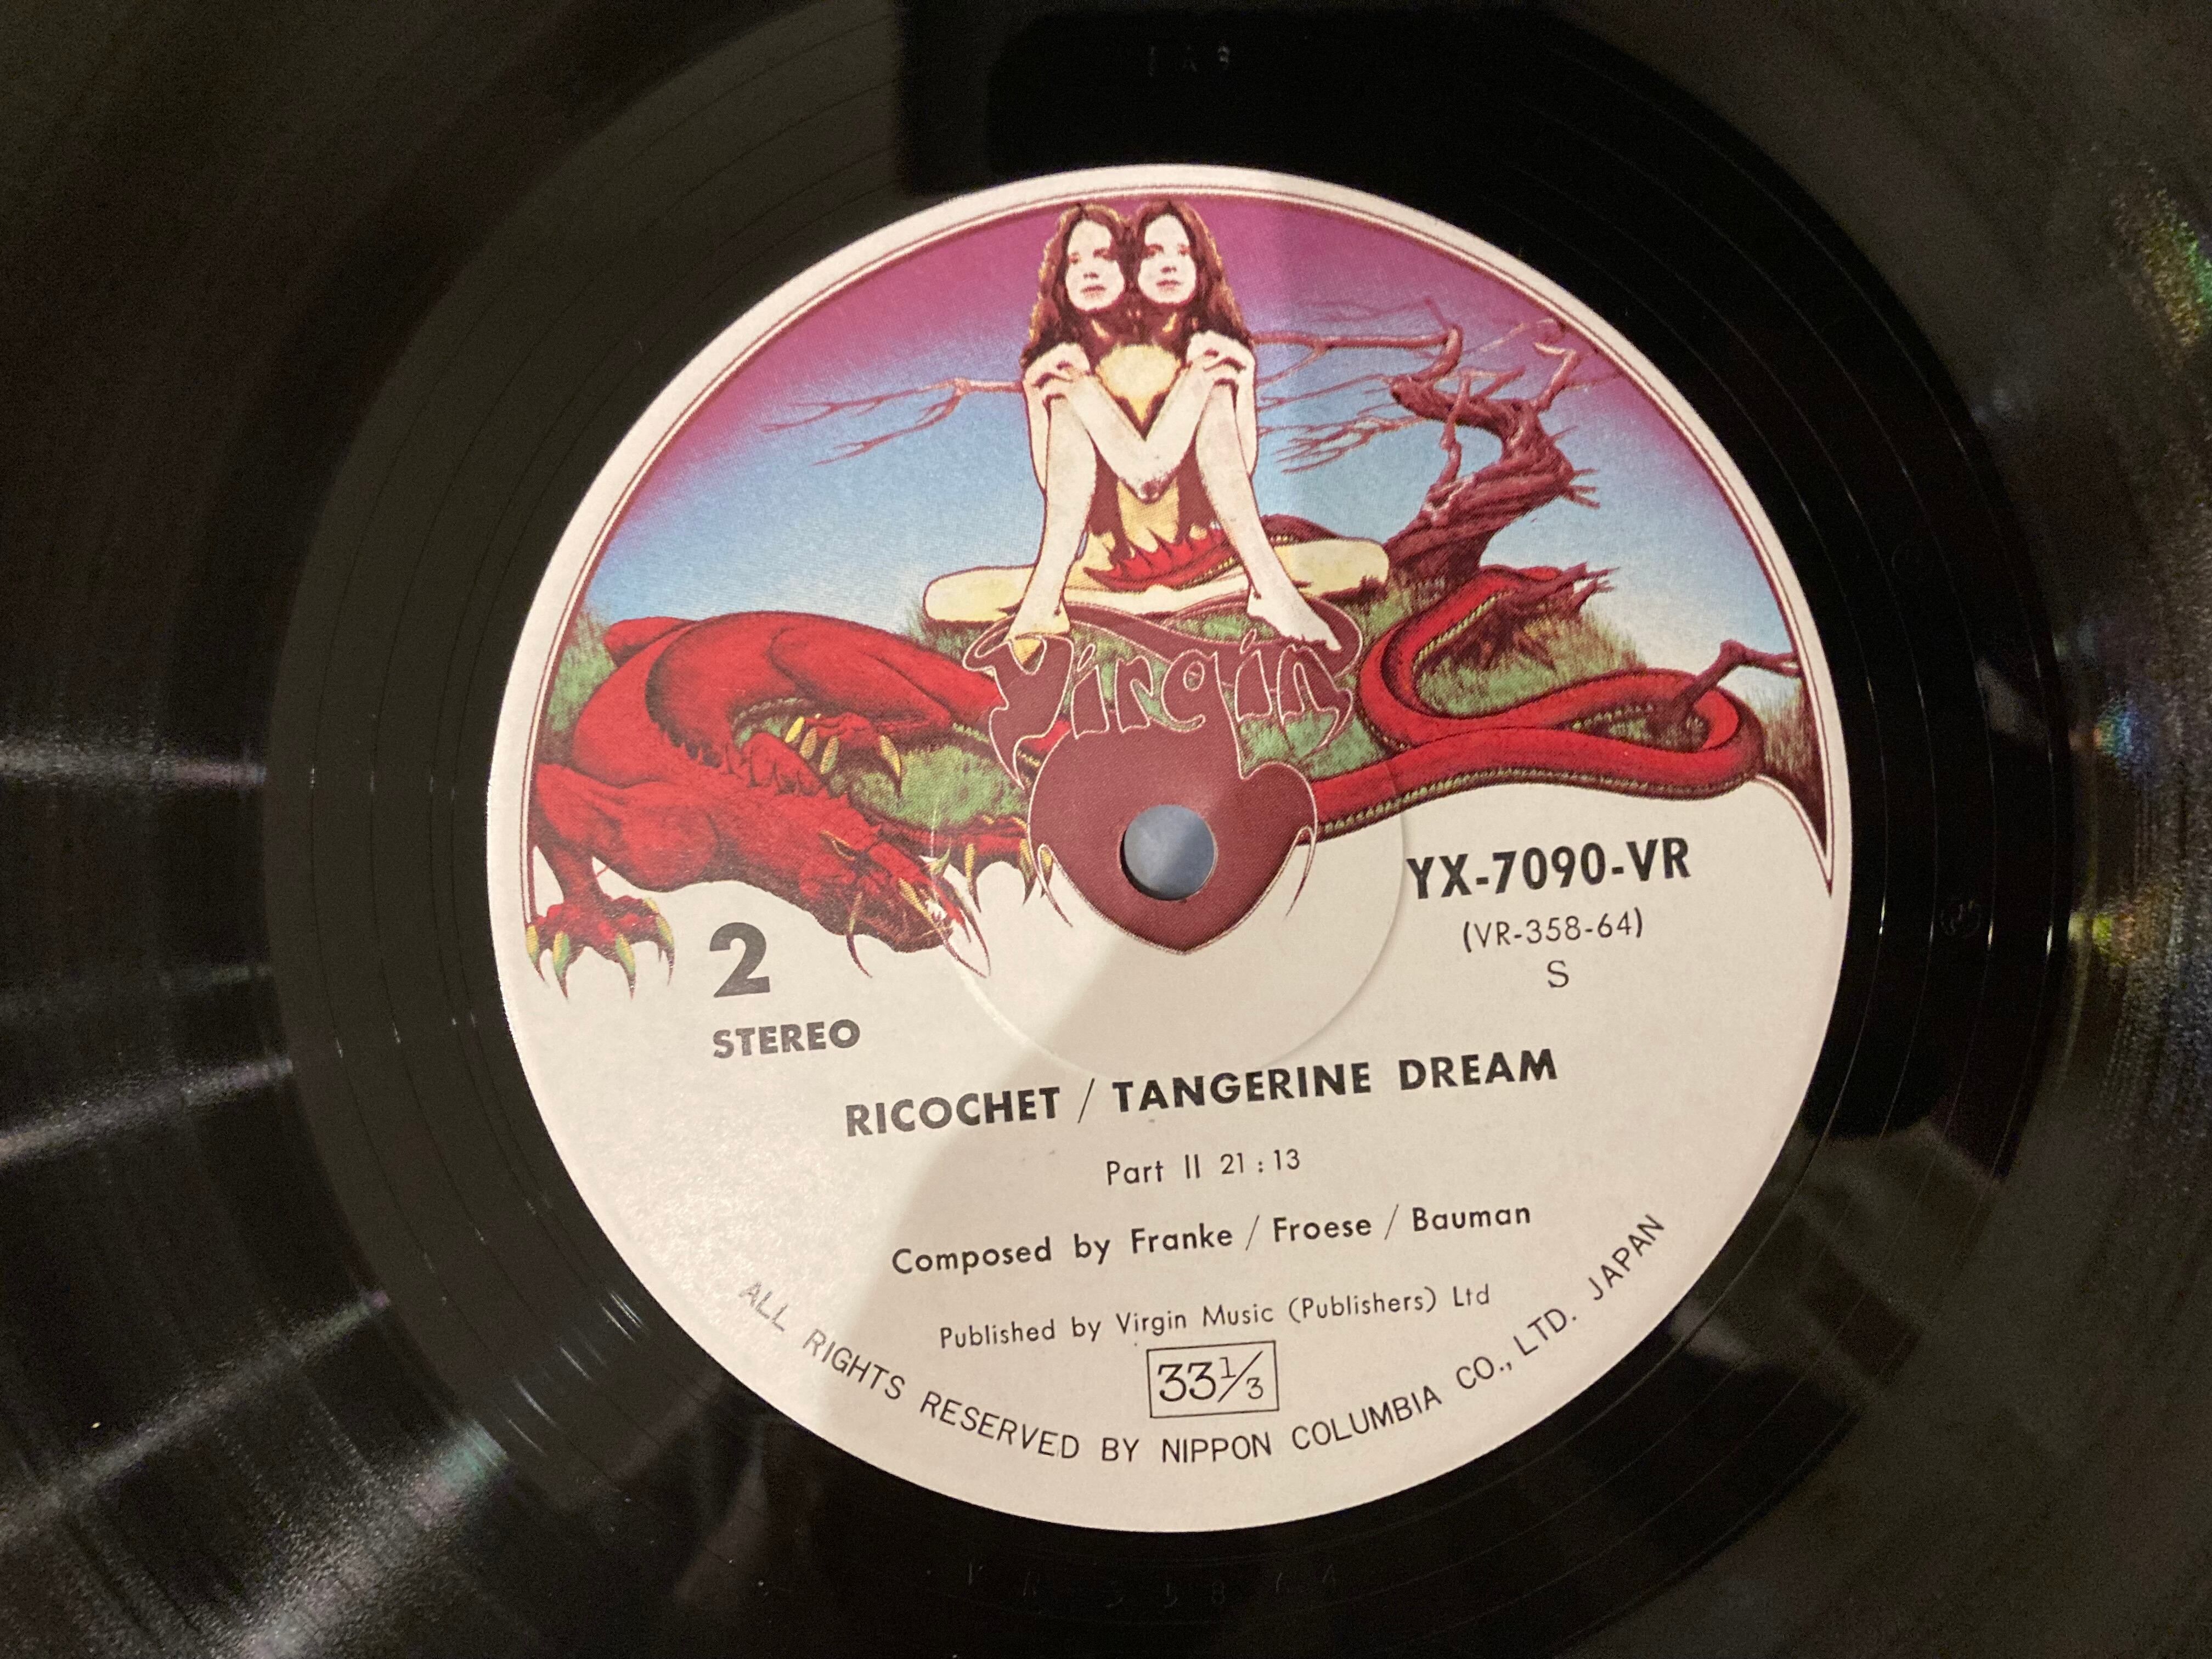 Virgin
YX-7090-VR
(VR-358-64)
S
2
STEREO
RICOCHET / TANGERINE DREAM
Part II 21:13
Composed by Franke / Froese / Bauman
Published by Virgin Music (Publishers) Ltd
33⅓
ALL RIGHTS RESERVED BY NIPPON COLUMBIA CO., LTD. JAPAN